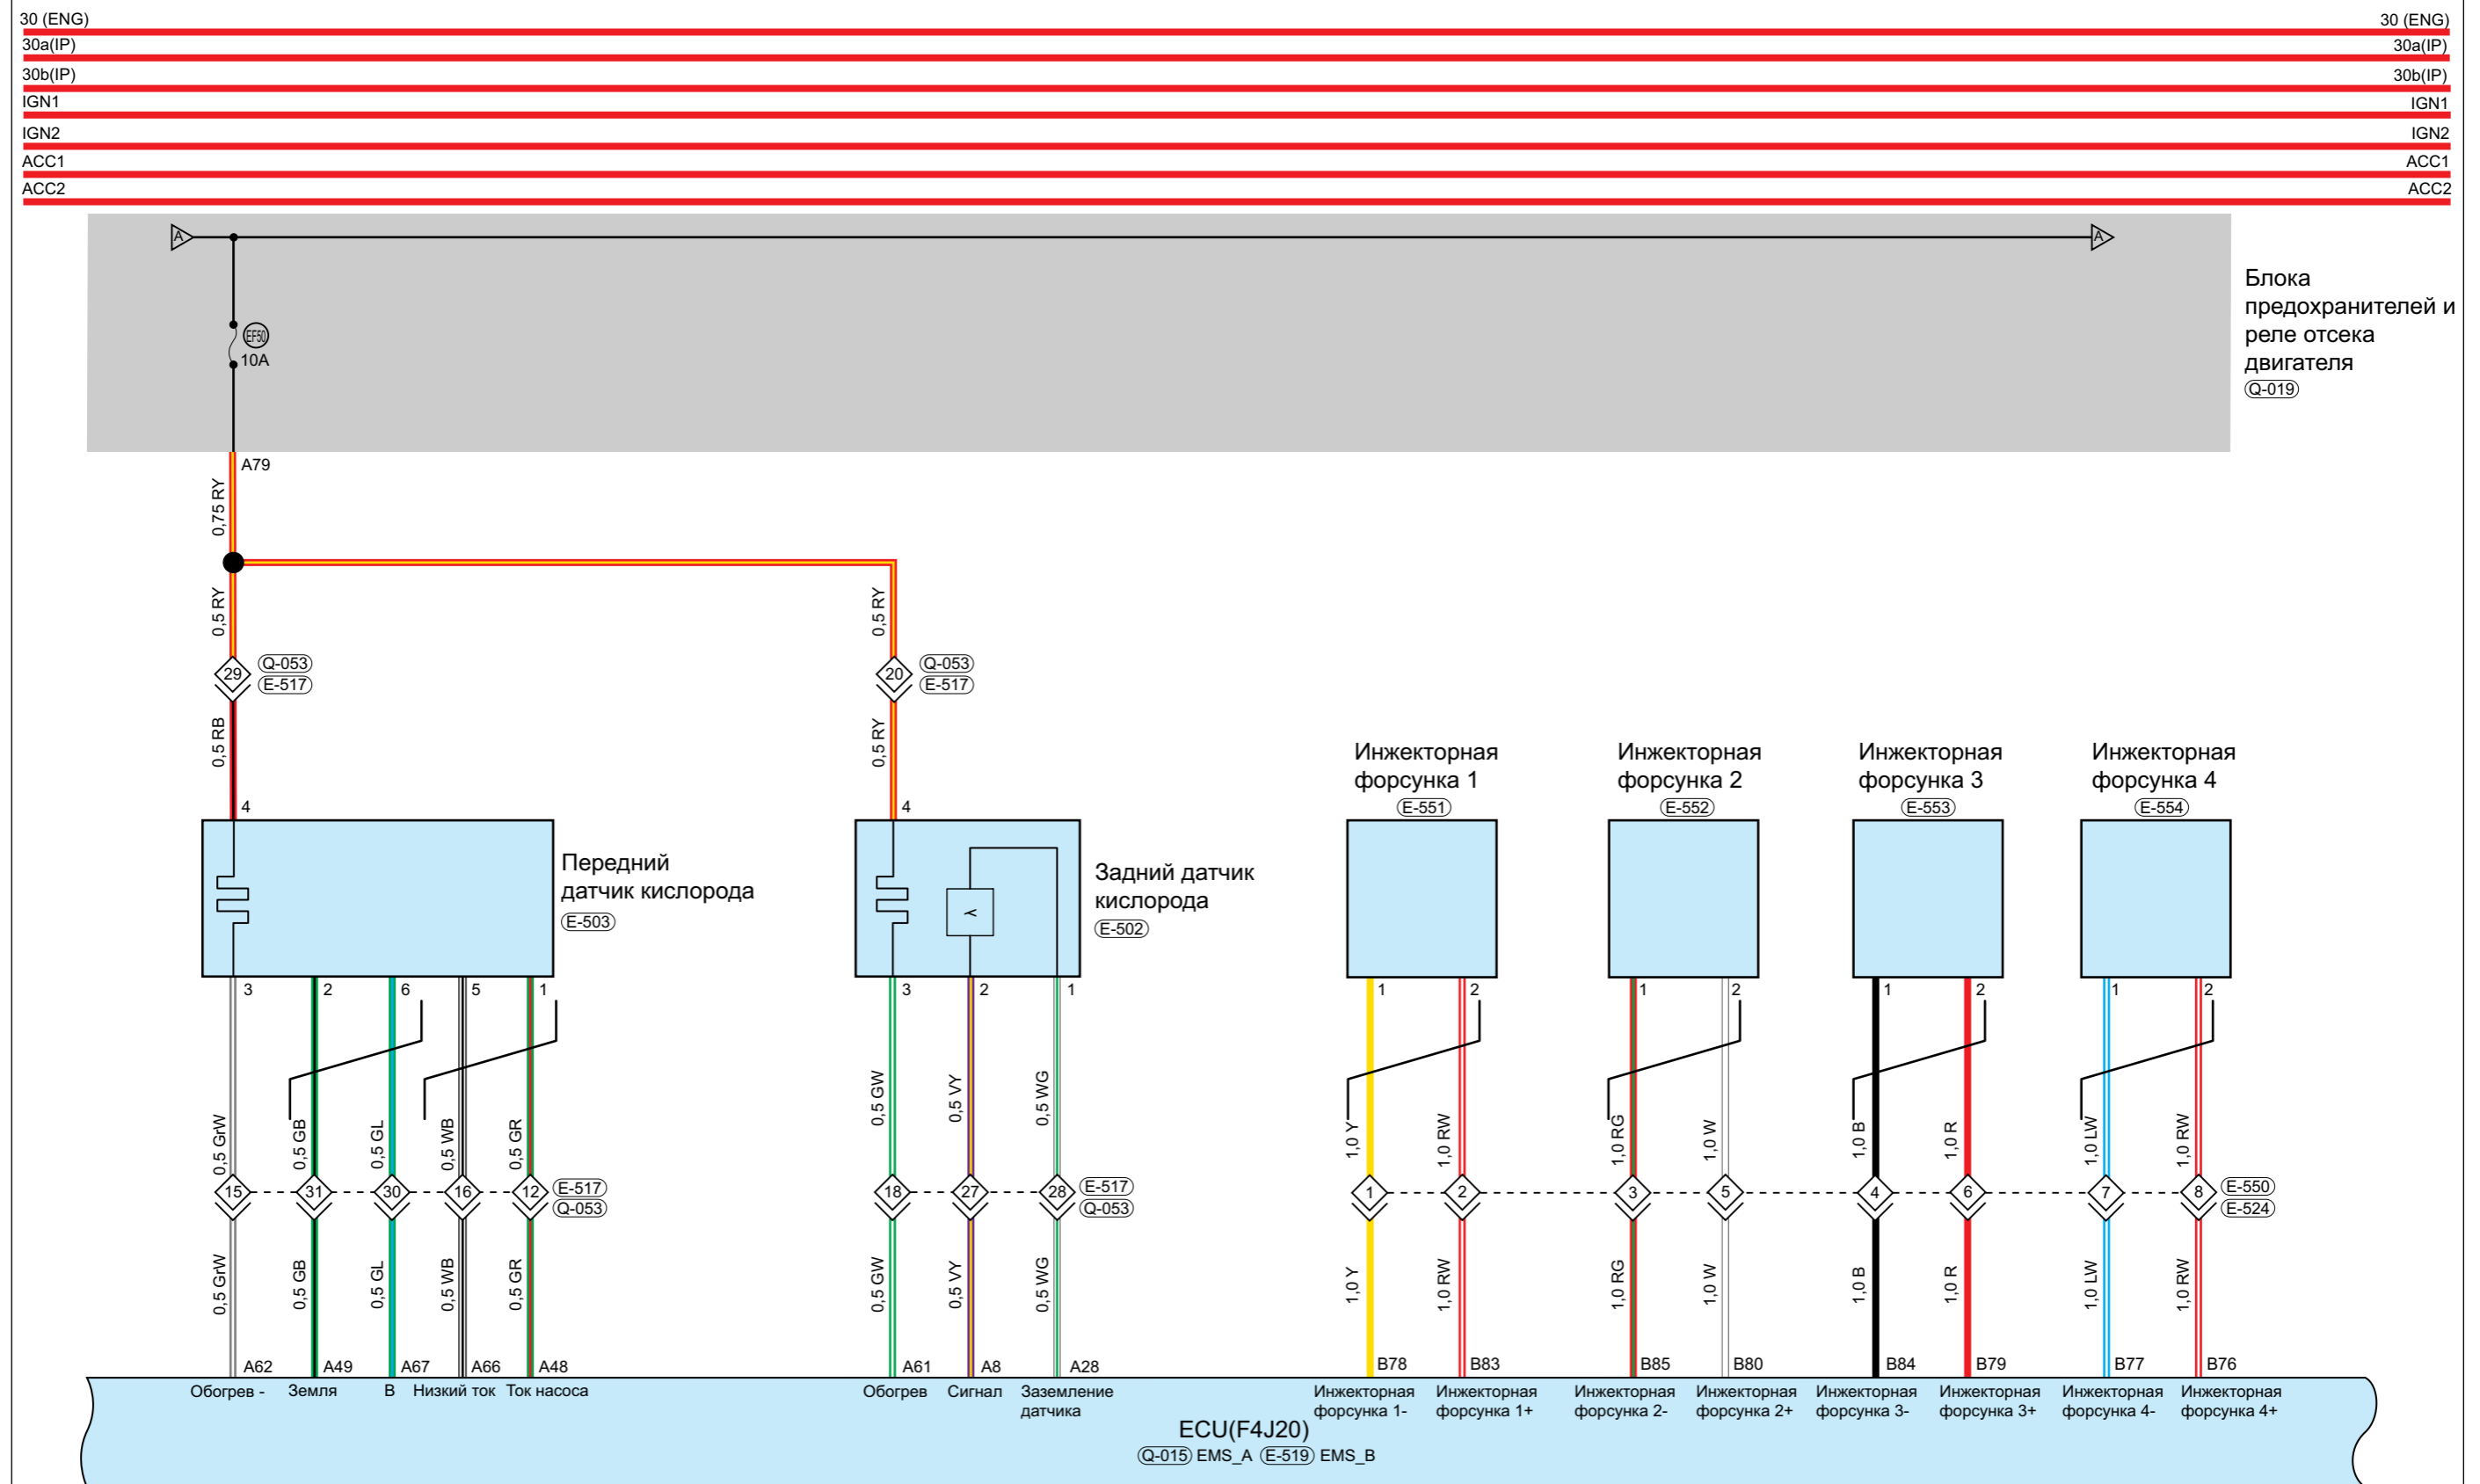 30 (ENG) 30 (ENG)
30a(IP) 30a(IP)
30b(IP) 30b(IP)
IGN1 IGN1
IGN2 IGN2
ACC1 ACC1
ACC2 ACC2
A A
Блока
предохранителей и
реле отсека
двигателя
Q-019
EF50
10A
A79
0,75 RY
0,5 RY 0,5 RY
29 Q-053
E-517
20 Q-053
E-517
0,5 RB 0,5 RY
4 4
Передний
датчик кислорода
E-503
Задний датчик
кислорода
E-502
Инжекторная
форсунка 1
E-551
Инжекторная
форсунка 2
E-552
Инжекторная
форсунка 3
E-553
Инжекторная
форсунка 4
E-554
3 2 6 5 1 3 2 1 1 2 1 2 1 2 1 2
0,5 GrW 0,5 GB 0,5 GL 0,5 WB 0,5 GR 0,5 GW 0,5 VY 0,5 WG 1,0 Y 1,0 RW 1,0 RG 1,0 W 1,0 B 1,0 R 1,0 LW 1,0 RW
15 31 30 16 12 E-517
Q-053
18 27 28 E-517
Q-053
1 2 3 5 4 6 7 8 E-550
E-524
0,5 GrW 0,5 GB 0,5 GL 0,5 WB 0,5 GR 0,5 GW 0,5 VY 0,5 WG 1,0 Y 1,0 RW 1,0 RG 1,0 W 1,0 B 1,0 R 1,0 LW 1,0 RW
A62 A49 A67 A66 A48 A61 A8 A28 B78 B83 B85 B80 B84 B79 B77 B76
Обогрев - Земля В Низкий ток Ток насоса Обогрев Сигнал Заземление
датчика
Инжекторная
форсунка 1-
Инжекторная
форсунка 1+
Инжекторная
форсунка 2-
Инжекторная
форсунка 2+
Инжекторная
форсунка 3-
Инжекторная
форсунка 3+
Инжекторная
форсунка 4-
Инжекторная
форсунка 4+
ECU(F4J20)
Q-015 EMS_A E-519 EMS_B